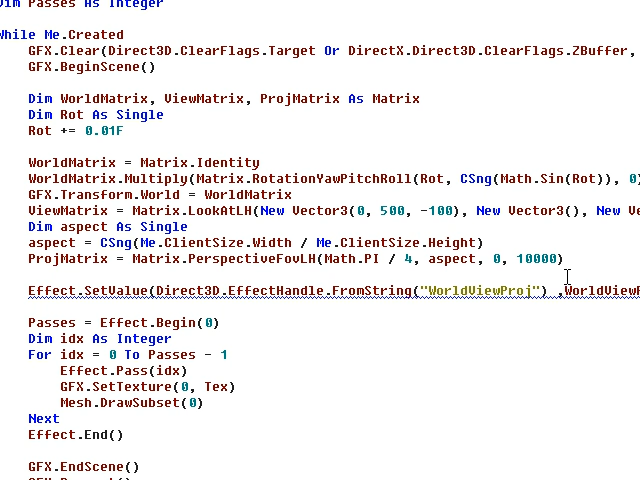 Dim Passes As Integer
While Me.Created
GFX.Clear(Direct3D.ClearFlags.Target Or DirectX.Direct3D.ClearFlags.ZBuffer,
GFX.BeginScene()
Dim WorldMatrix, ViewMatrix, ProjMatrix As Matrix
Dim Rot As Single
Rot += 0.01F
WorldMatrix = Matrix.Identity
WorldMatrix.Multiply(Matrix.RotationYawPitchRoll(Rot, CSng(Math.Sin(Rot)), 0)
GFX.Transform.World = WorldMatrix
ViewMatrix = Matrix.LookAtLH(New Vector3(0, 500, -100), New Vector3(), New Ve
Dim aspect As Single
aspect = CSng(Me.ClientSize.Width / Me.ClientSize.Height)
ProjMatrix = Matrix.PerspectiveFovLH(Math.PI / 4, aspect, 0, 10000)
Effect.SetValue(Direct3D.EffectHandle.FromString("WorldViewProj") ,WorldView
Passes = Effect.Begin(0)
Dim idx As Integer
For idx = 0 To Passes - 1
Effect.Pass(idx)
GFX.SetTexture(0, Tex)
Mesh.DrawSubset(0)
Next
Effect.End()
GFX.EndScene()